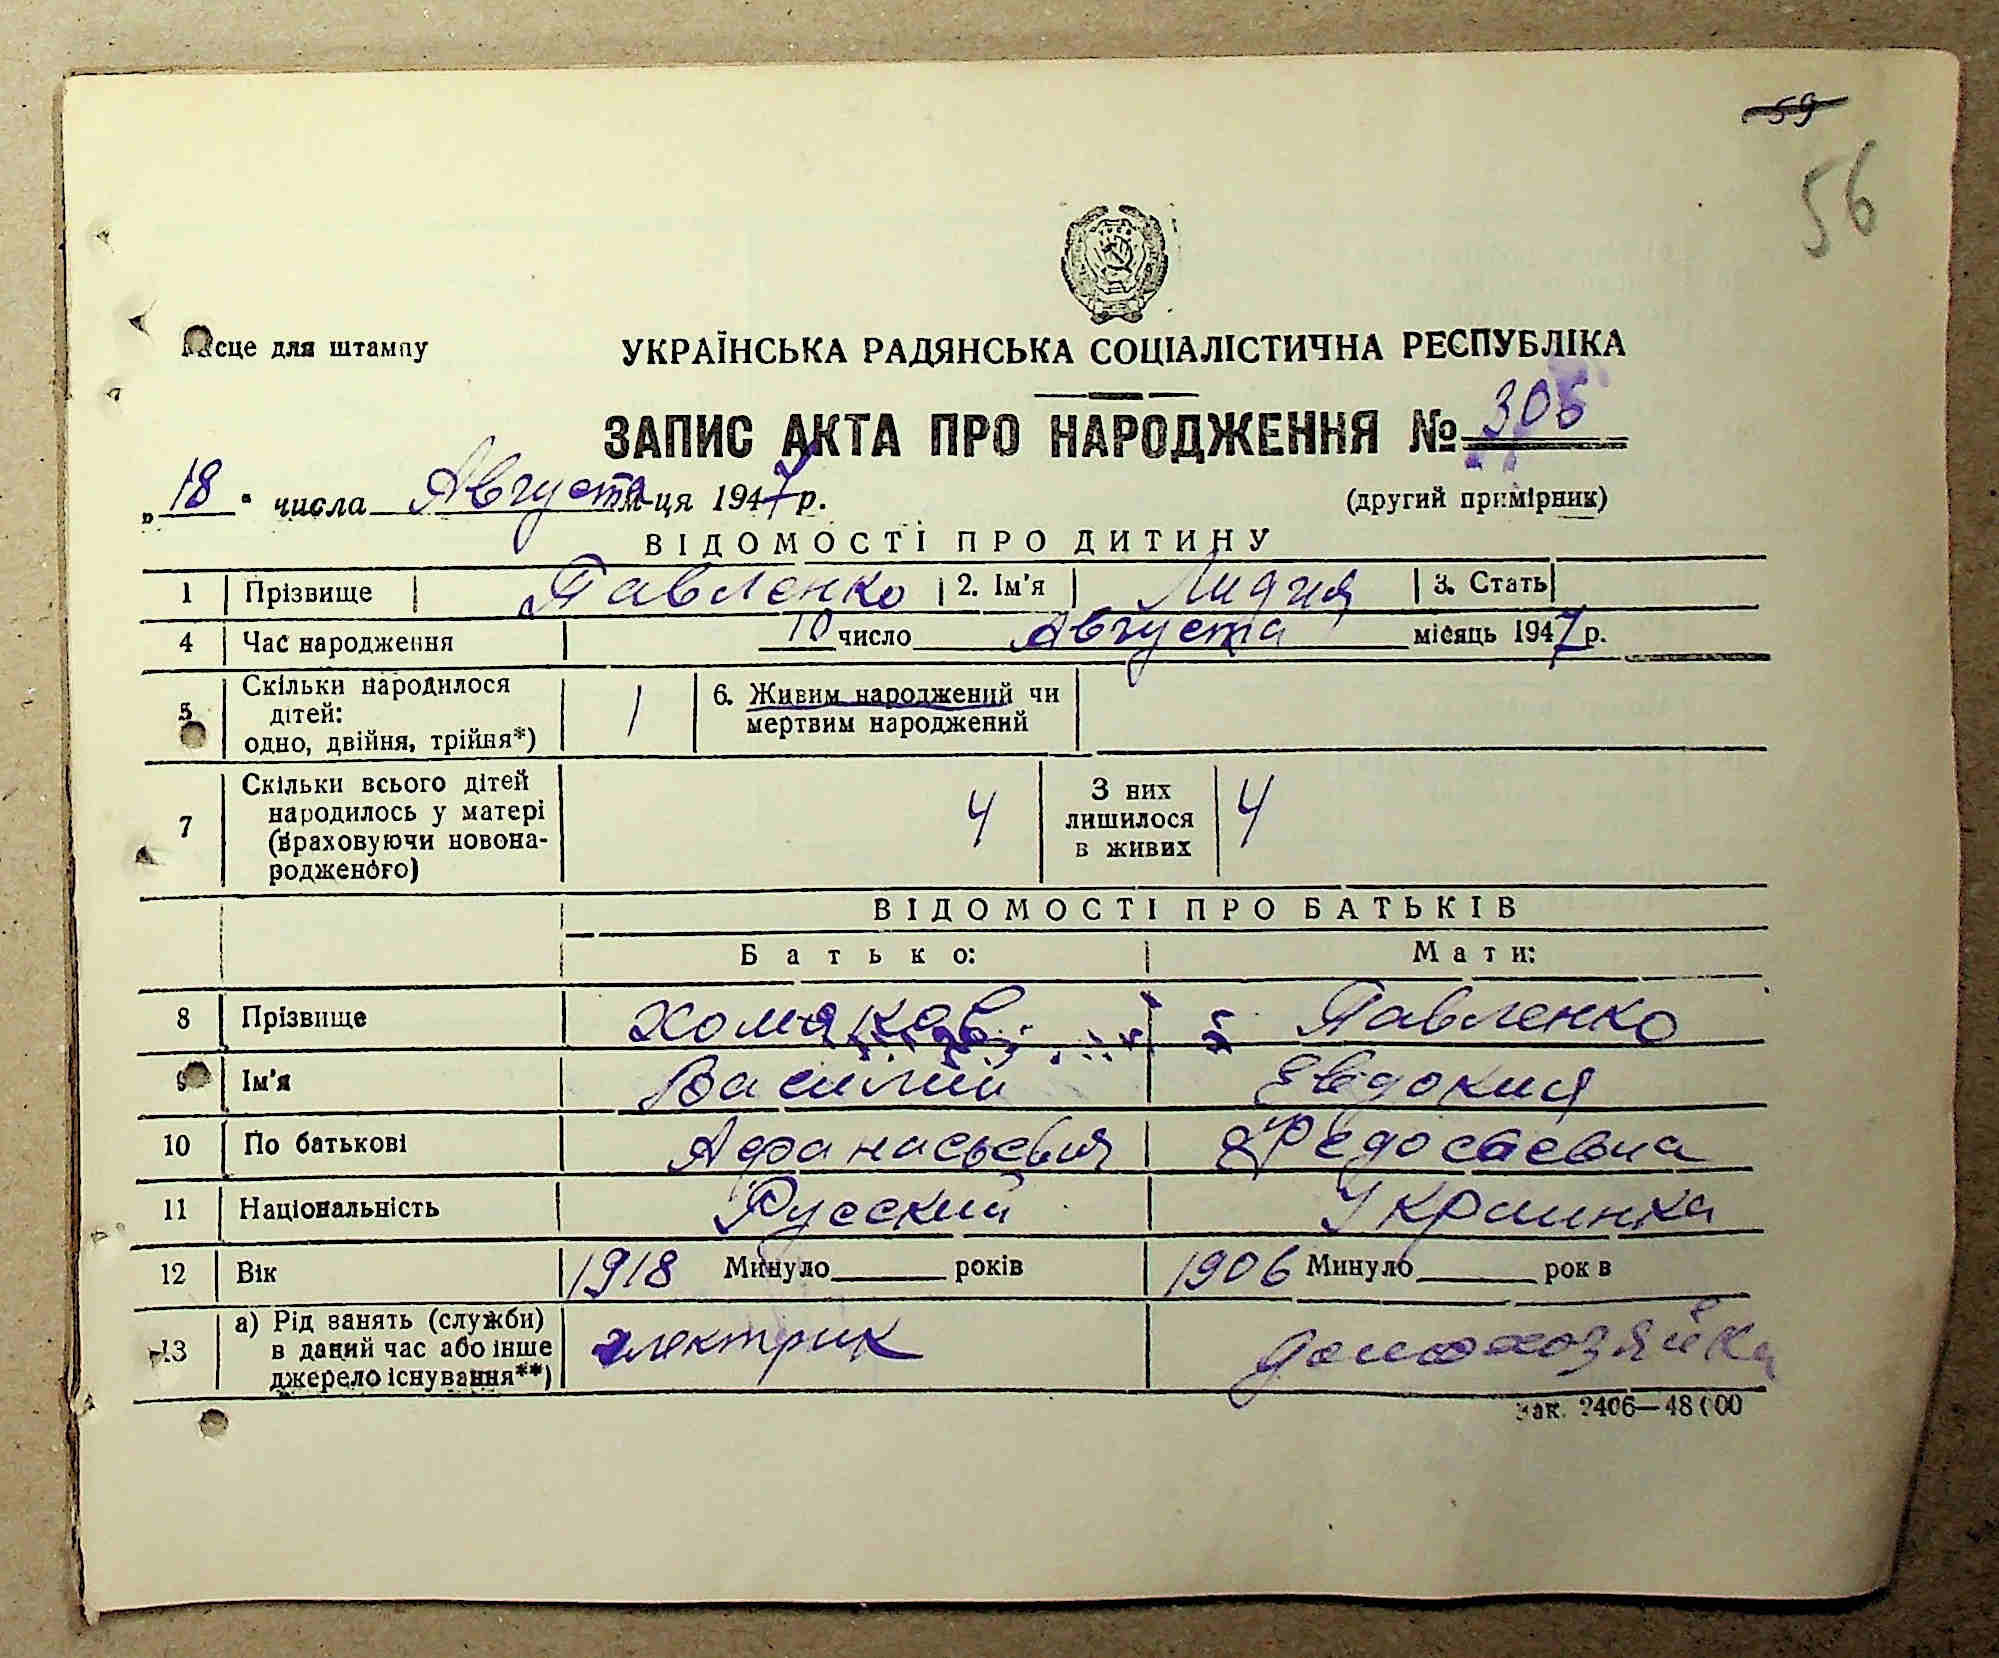 59
56
Місце для штампу
УКРАЇНСЬКА РАДЯНСЬКА СОЦІАЛІСТИЧНА РЕСПУБЛІКА
ЗАПИС АКТА ПРО НАРОДЖЕННЯ № 305
„18" числа Августа м-ця 1947 р.
(другий примірник)
ВІДОМОСТІ ПРО ДИТИНУ
1 Прізвище Павленко 2. Ім'я Лидия 3. Стать
4 Час народження 10 число Августа місяць 1947 р.
5 Скільки народилося дітей: одно, двійня, трійня*) 1 6. Живим народжений чи мертвим народжений
7 Скільки всього дітей народилось у матері (враховуючи новонародженого) 4 З них лишилося в живих 4
ВІДОМОСТІ ПРО БАТЬКІВ
Батько: Мати:
8 Прізвище Хомяков Павленко
9 Ім'я Василий Евдокия
10 По батькові Афанасьевич Федосеевна
11 Національність Русский Украинка
12 Вік 1918 Минуло років 1906 Минуло рок в
13 а) Рід занять (служби) в даний час або інше джерело існування**) электрик домохозяйка
Зак. 2406—48000